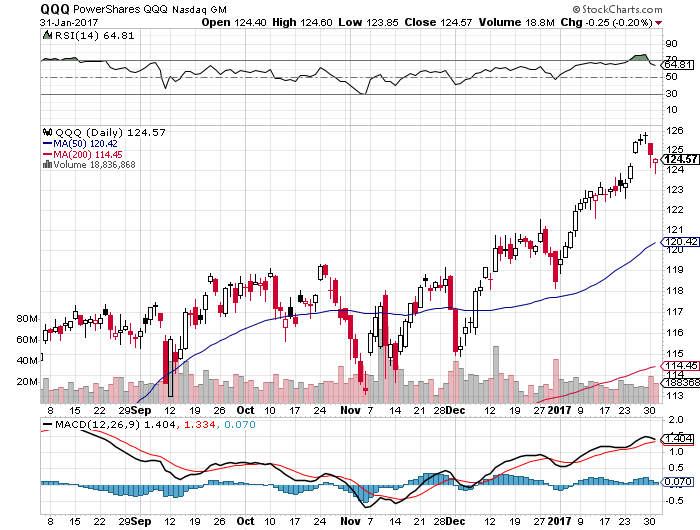 QQQ PowerShares QQQ Nasdaq GM © StockCharts.com
31-Jan-2017 Open 124.40 High 124.60 Low 123.85 Close 124.57 Volume 18.8M Chg -0.25 (-0.20%)
RSI(14) 64.81
90
70
64.81
50
30
10
QQQ (Daily) 124.57
MA(50) 120.42
MA(200) 114.45
Volume 18,836,868
126
125
124.57
124
123
122
121
120.42
120
119
118
117
116
115
114.45
114
188368
113
80M
60M
40M
20M
8 15 22 29 Sep 12 19 26 Oct 10 17 24 Nov 7 14 21 28 Dec 12 19 27 2017 9 17 23 30
MACD(12,26,9) 1.404, 1.334, 0.070
2.0
1.5
1.404
1.0
0.5
0.070
0.0
-0.5
8 15 22 29 Sep 12 19 26 Oct 10 17 24 Nov 7 14 21 28 Dec 12 19 27 2017 9 17 23 30